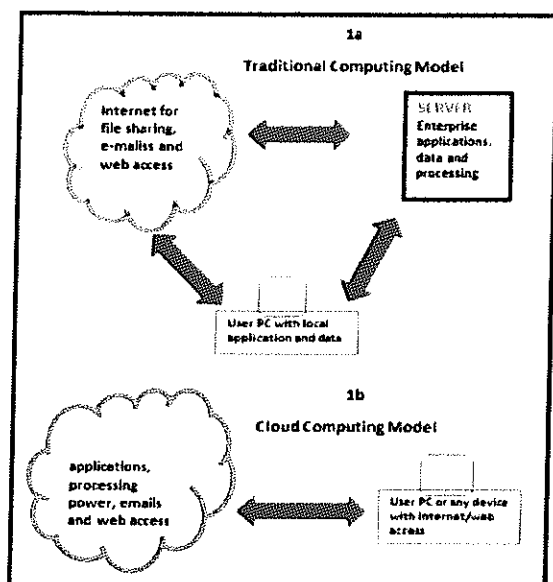 1a
Traditional Computing Model
Internet for
file sharing,
e-mailss and
web access
SERVER
Enterprise
applications,
data and
processing
User PC with local
application and data
1b
Cloud Computing Model
applications,
processing
power, emails
and web access
User PC or any device
with Internet/web
access